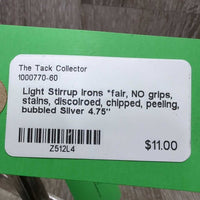 The Tack Collector
1000770-60
Light Stirrup Irons *fair, NO grips,
stains, discolroed, chipped, peeling,
bubbled Silver 4.75"
Z512L4
$11.00